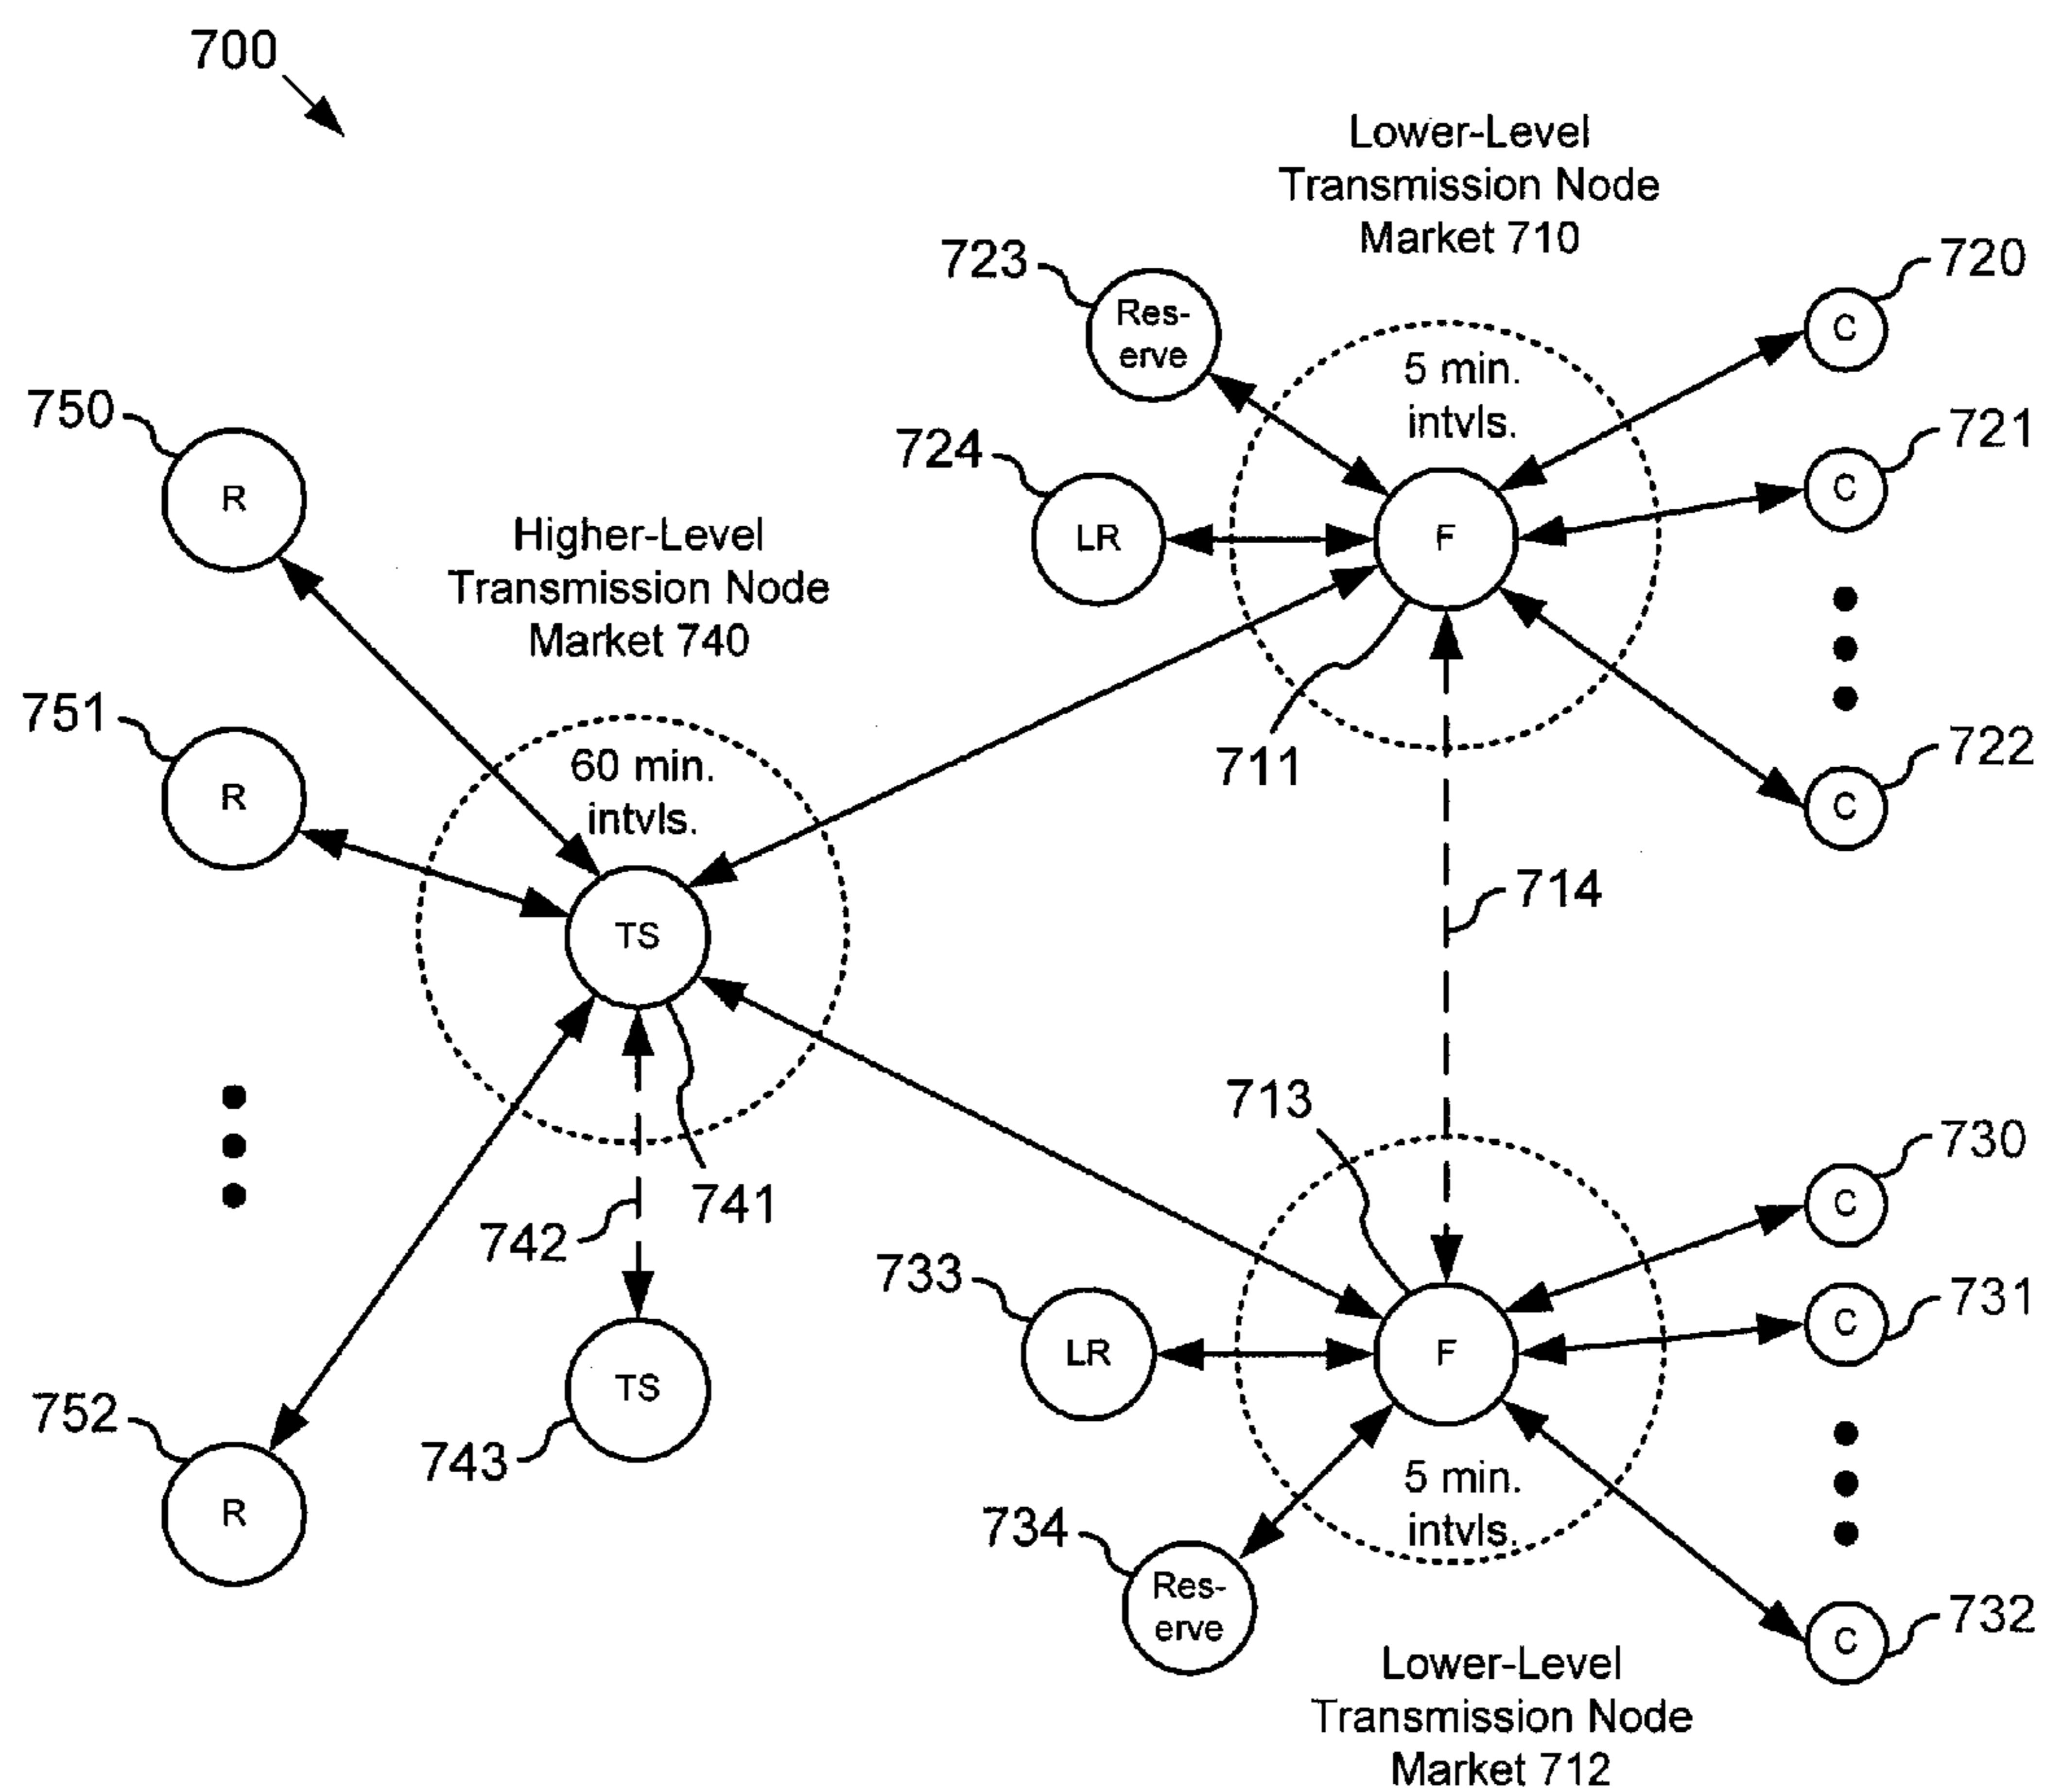 700
Lower-Level
Transmission Node
Market 710
723
Res-
erve
720
C
5 min.
intvls.
750
R
724
LR
F
721
C
Higher-Level
Transmission Node
Market 740
751
R
60 min.
intvls.
711
722
C
TS
714
713
741
742
730
C
733
LR
F
731
C
743
TS
752
R
5 min.
intvls.
734
Res-
erve
732
C
Lower-Level
Transmission Node
Market 712